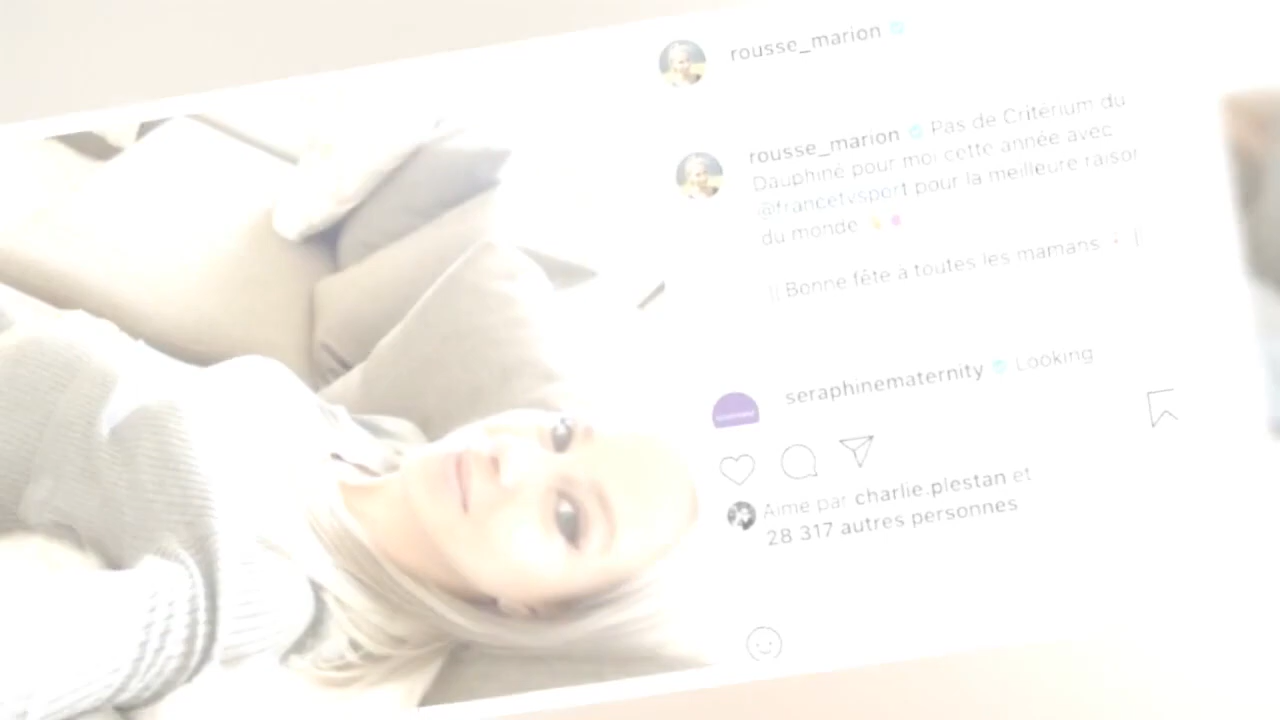 rousse_marion
rousse_marion Pas de Critérium du
Dauphiné pour moi cette année avec
@francetvsport pour la meilleure raison
du monde
Bonne fête à toutes les mamans
seraphinematernity Looking
Aime par charlie.plestan et
28 317 autres personnes